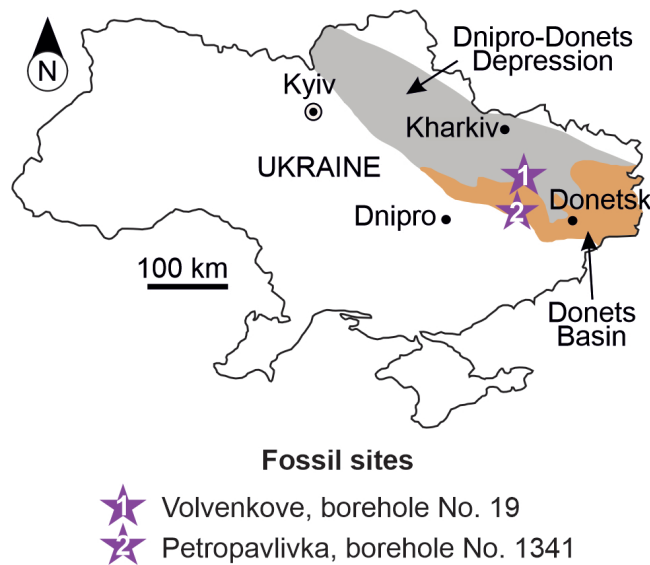 N
Dnipro-Donets
Depression
Kyiv
Kharkiv
UKRAINE
1
2
Dnipro
Donetsk
100 km
Donets
Basin
Fossil sites
1 Volvenkove, borehole No. 19
2 Petropavlivka, borehole No. 1341